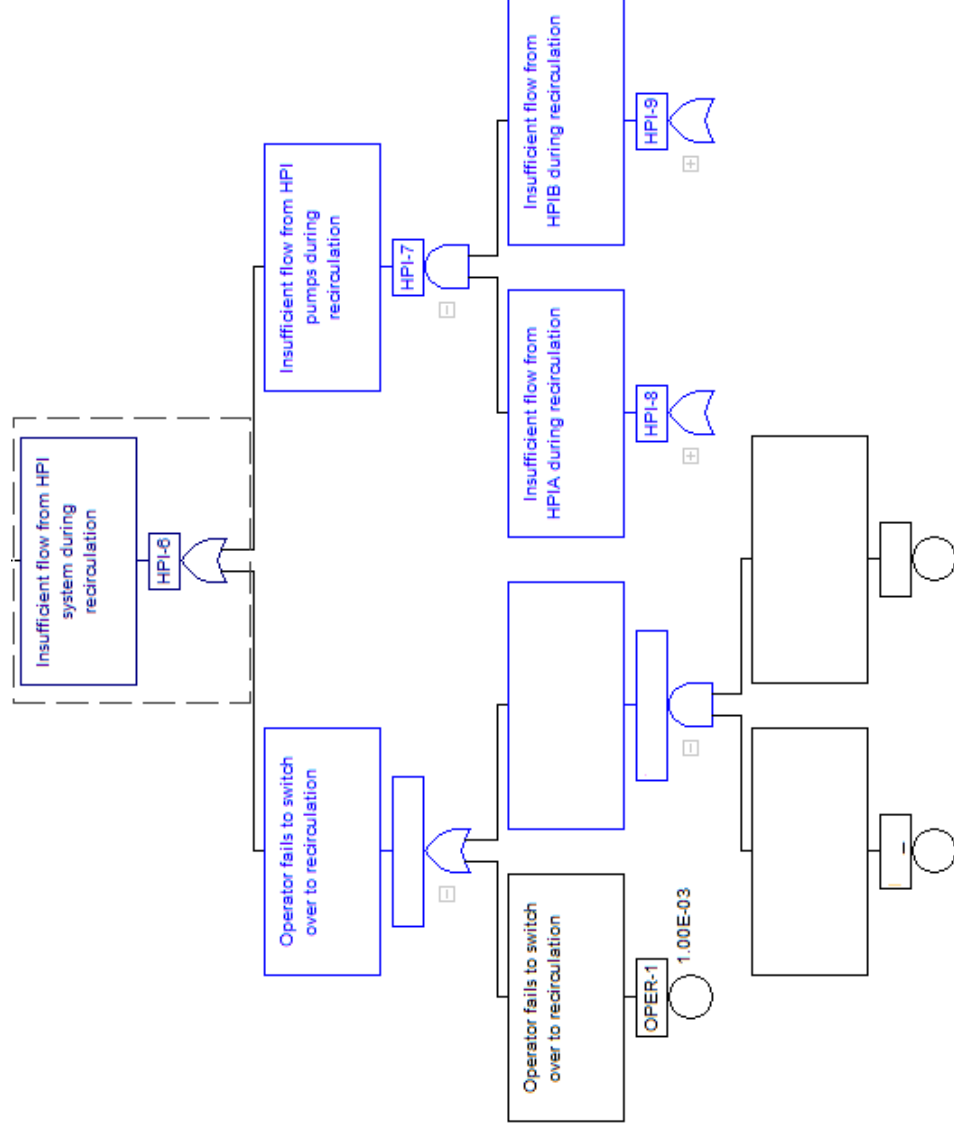 Insufficient flow from HPI
system during
recirculation
HPI-6
Operator fails to switch
over to recirculation
Insufficient flow from HPI
pumps during
recirculation
HPI-7
Operator fails to switch
over to recirculation
OPER-1
1.00E-03
Insufficient flow from
HPIA during recirculation
HPI-8
Insufficient flow from
HPIB during recirculation
HPI-9